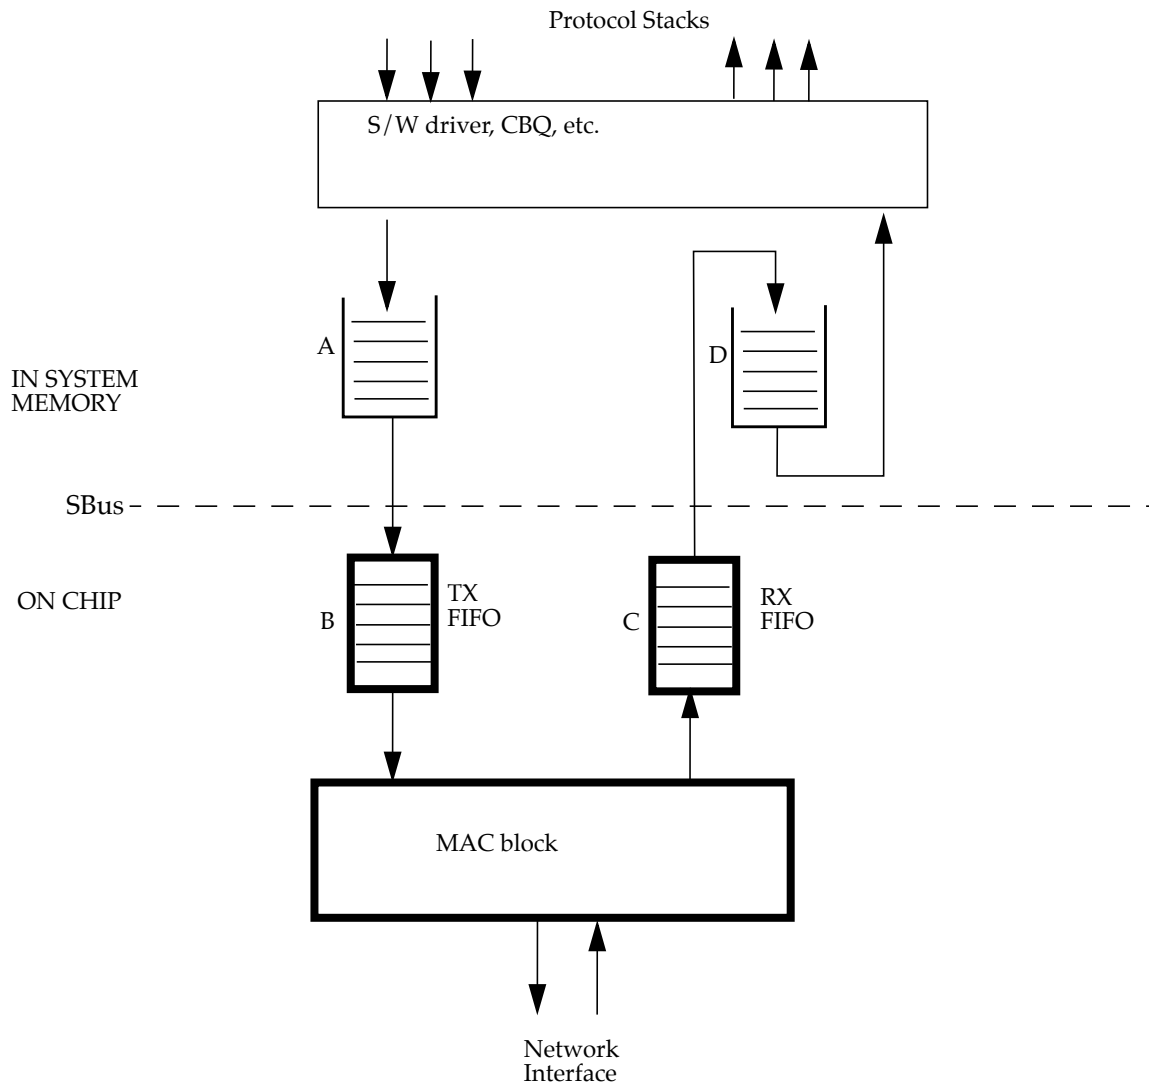 Protocol Stacks
S/W driver, CBQ, etc.
A
D
IN SYSTEM
MEMORY
SBus
ON CHIP
B
TX
FIFO
C
RX
FIFO
MAC block
Network
Interface